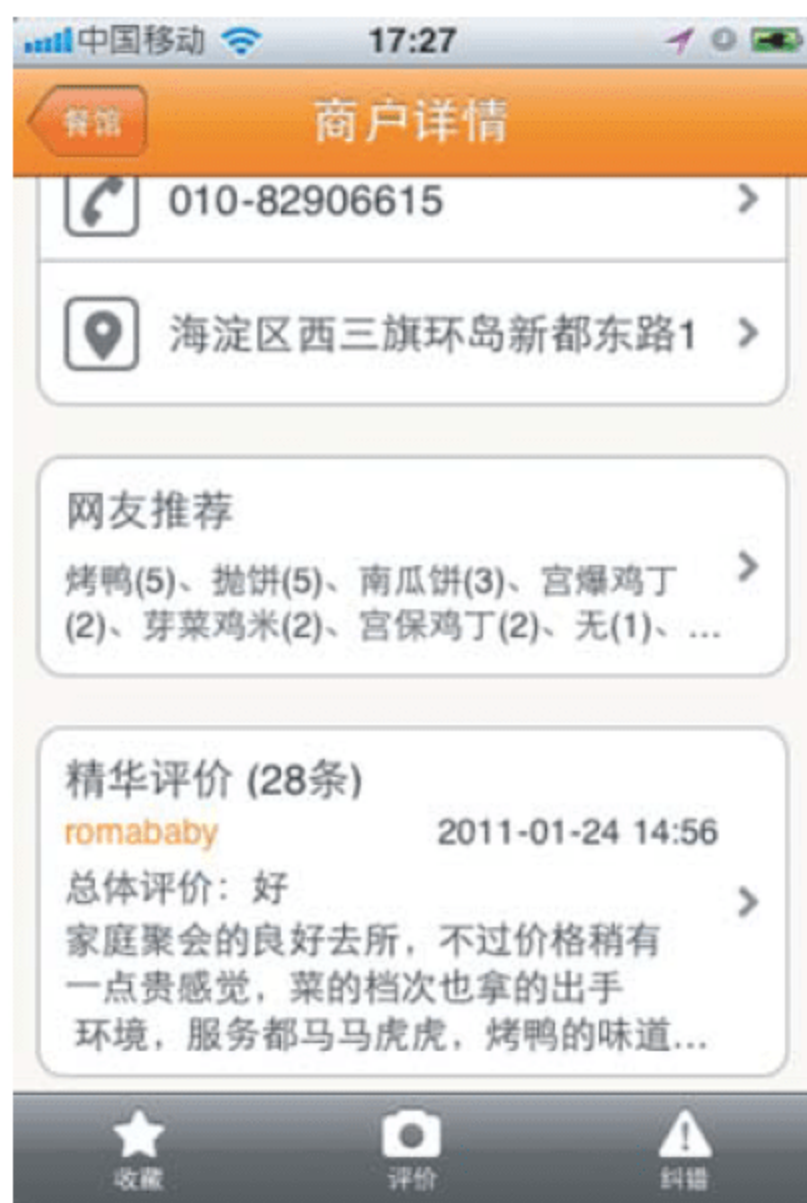 中国移动 17:27
餐馆 商户详情
010-82906615
海淀区西三旗环岛新都东路1
网友推荐
烤鸭(5)、抛饼(5)、南瓜饼(3)、宫爆鸡丁
(2)、芽菜鸡米(2)、宫保鸡丁(2)、无(1)、...
精华评价 (28条)
romababy 2011-01-24 14:56
总体评价：好
家庭聚会的良好去所，不过价格稍有
一点贵感觉，菜的档次也拿的出手
环境，服务都马马虎虎，烤鸭的味道...
收藏 评价 纠错